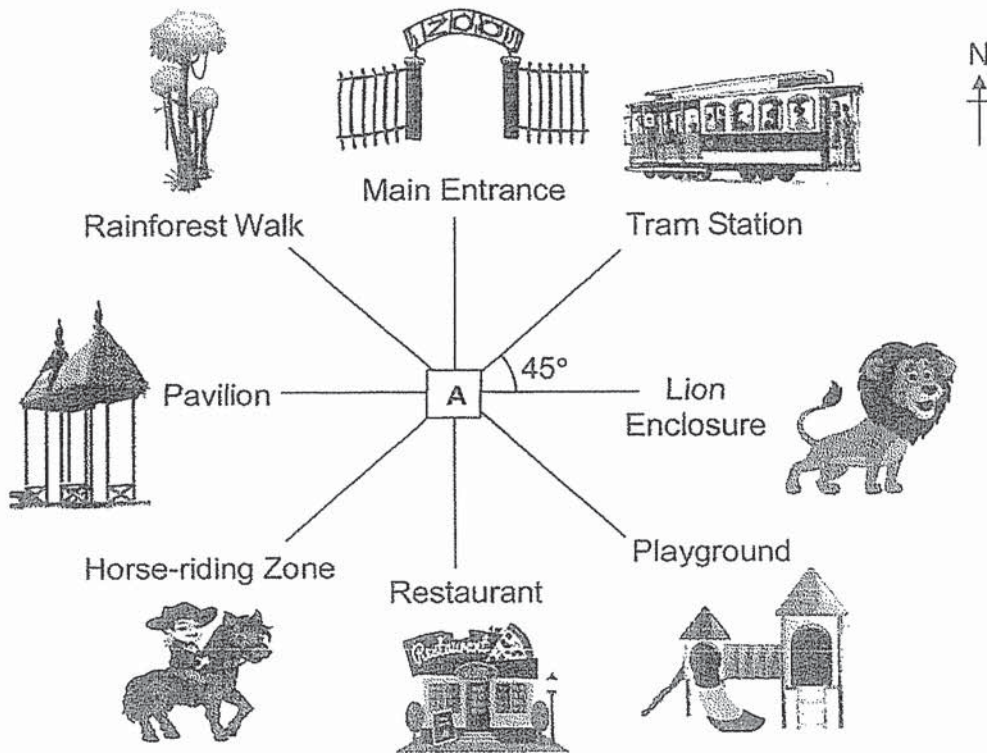 ZOO
N
Main Entrance
Rainforest Walk
Tram Station
45°
Pavilion
A
Lion
Enclosure
Horse-riding Zone
Playground
Restaurant
Restaurant